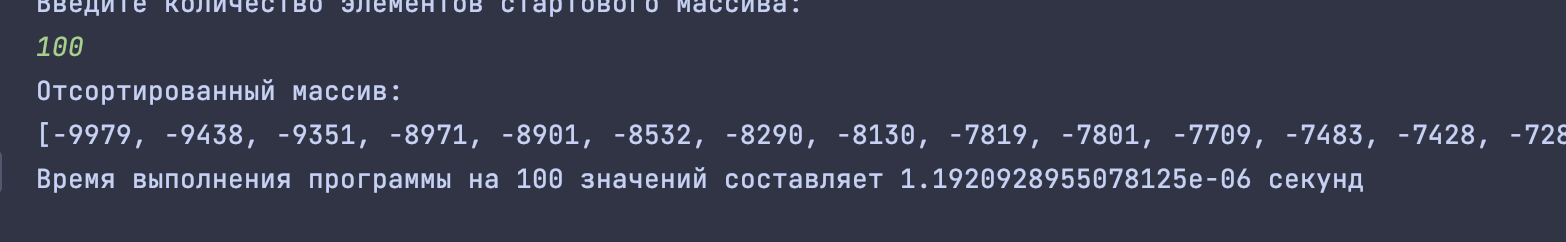 Введите количество элементов стартового массива:
100
Отсортированный массив:
[-9979, -9438, -9351, -8971, -8901, -8532, -8290, -8130, -7819, -7801, -7709, -7483, -7428, -728
Время выполнения программы на 100 значений составляет 1.1920928955078125e-06 секунд